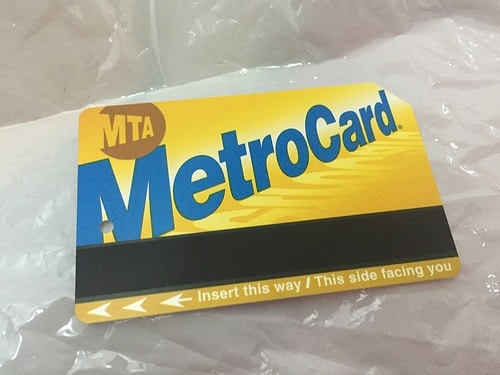 MTA
MetroCard®
Insert this way / This side facing you